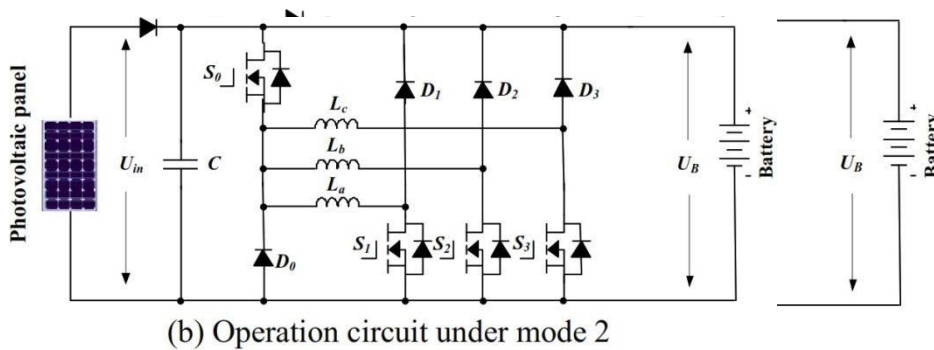 S0
D1
D2
D3
Lc
Photovoltaic panel
Uin
C
Lb
UB
Battery
+
-
UB
Battery
+
-
La
S1
S2
S3
D0
(b) Operation circuit under mode 2